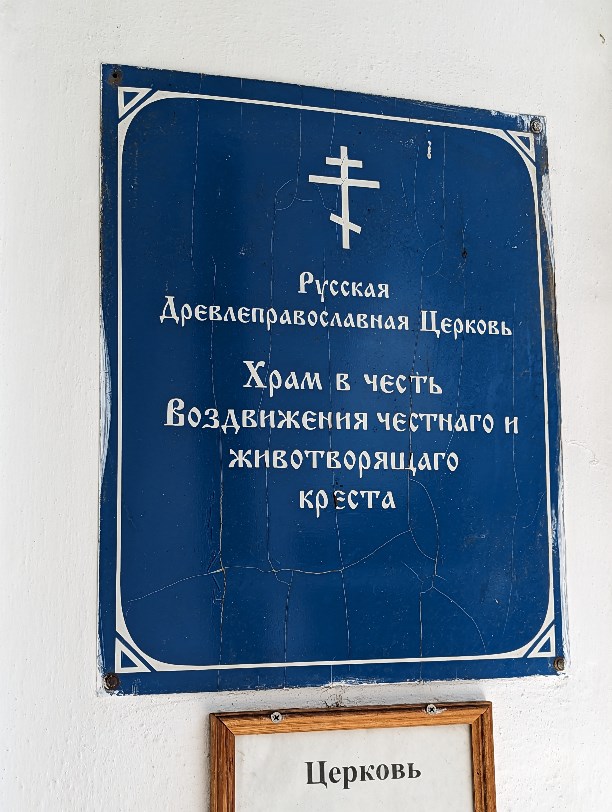 Русская
Древлеправославная Церковь
Храм в честь
Воздвижения честнаго и
животворящаго
креста
Церковь